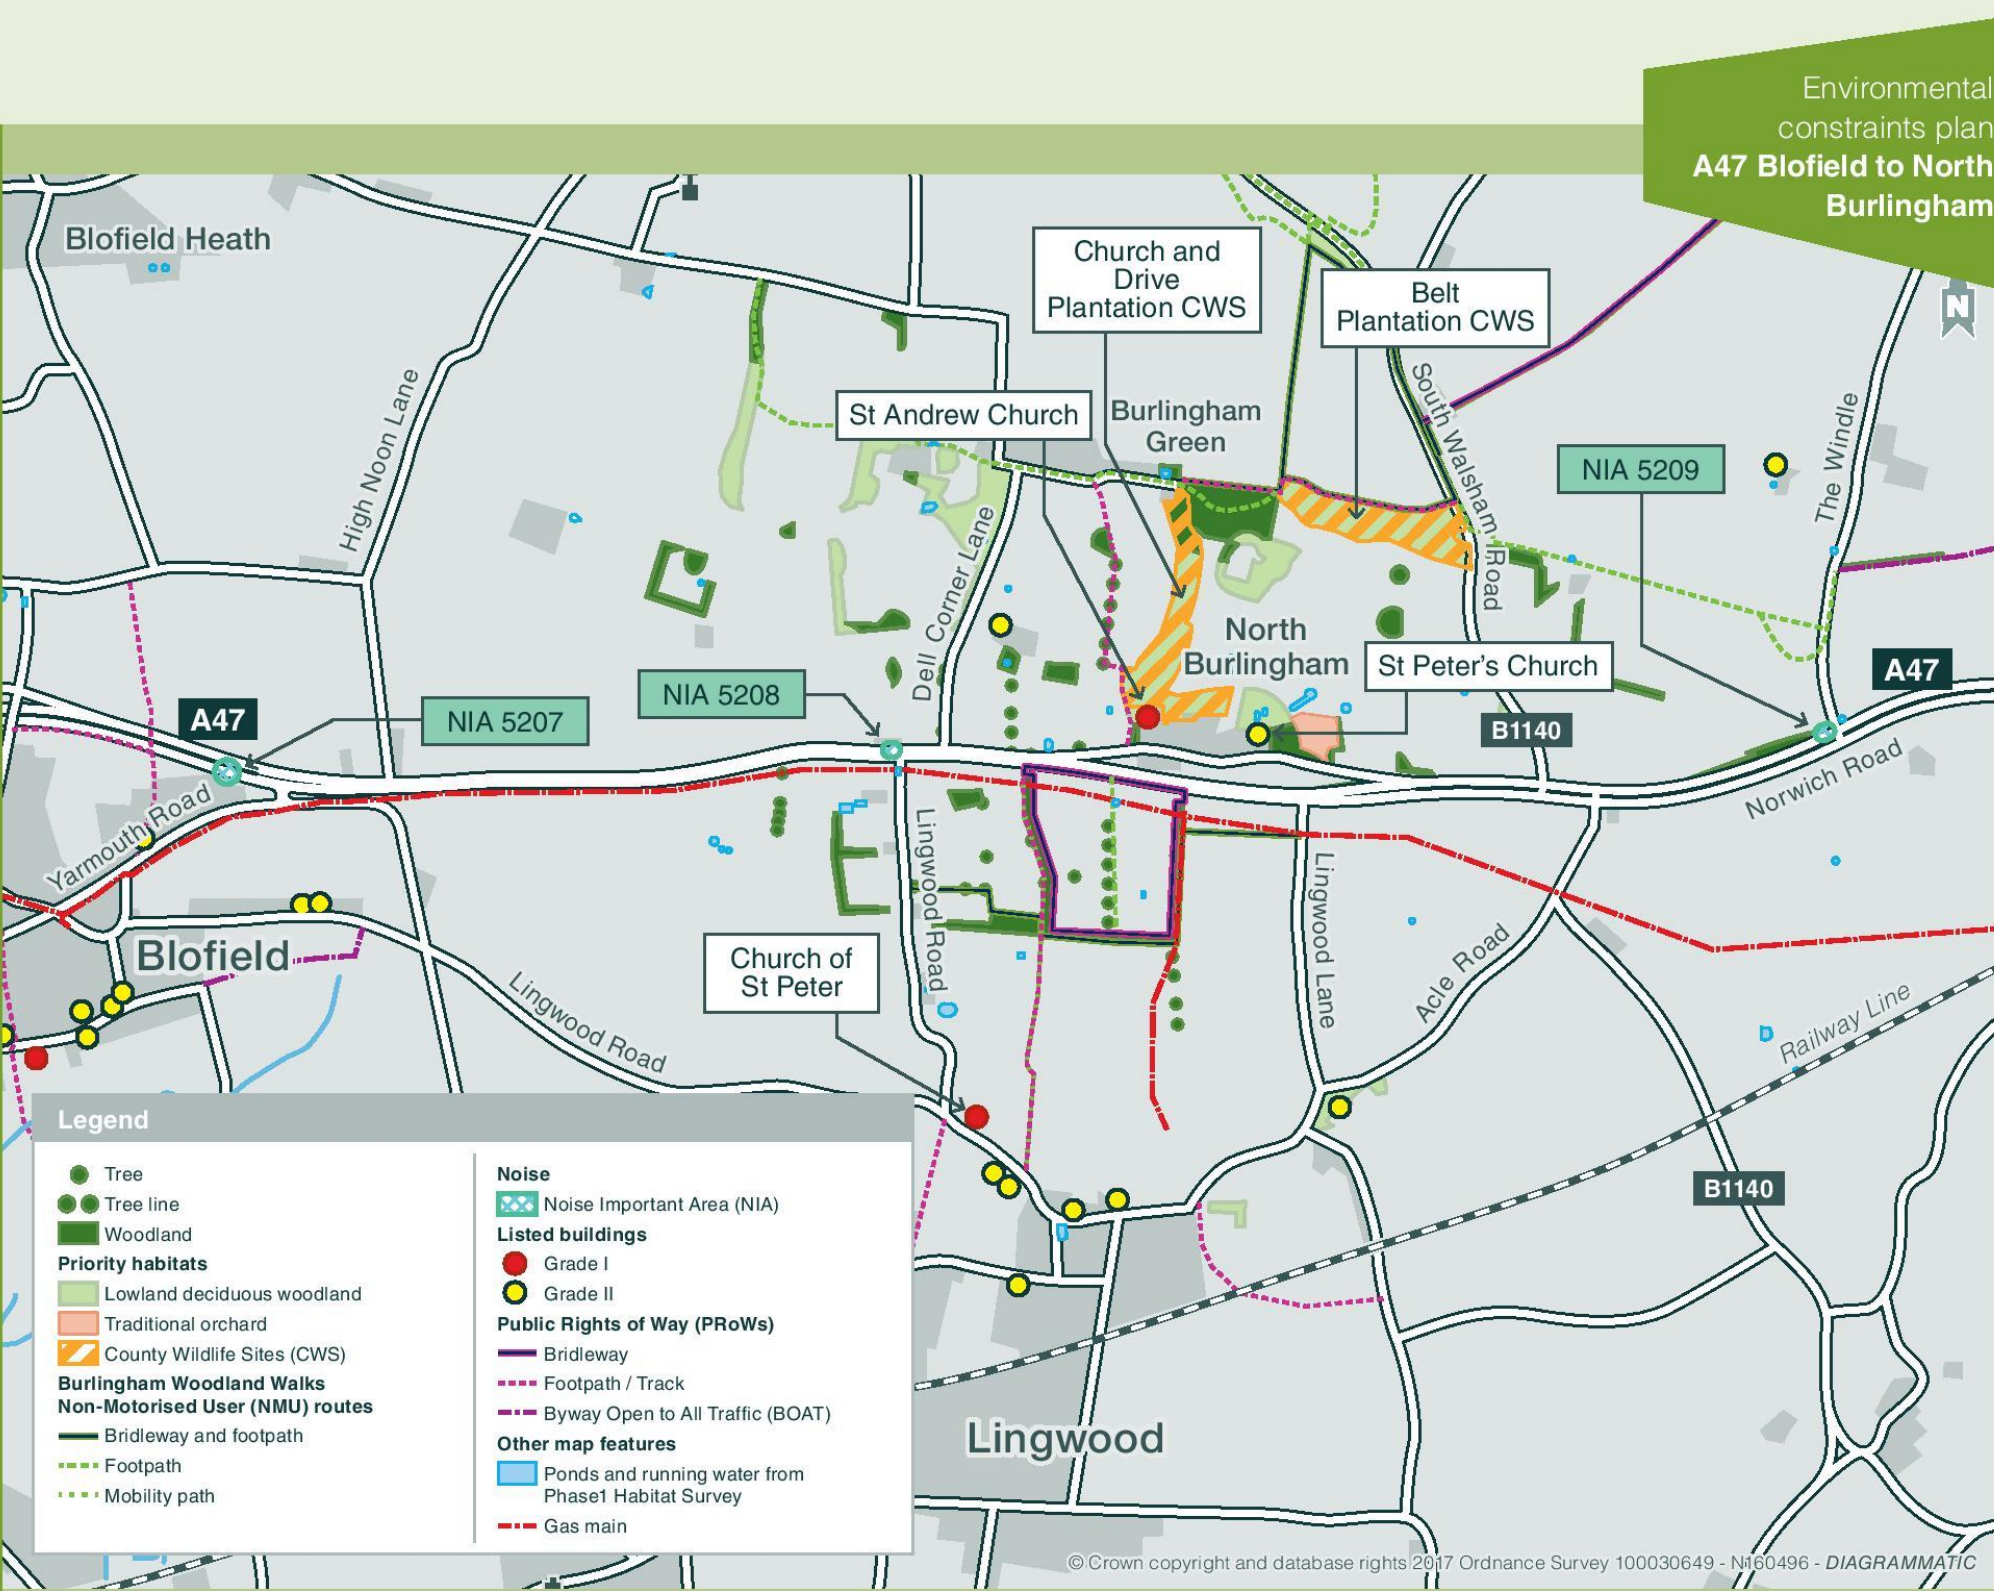 Environmental
constraints plan
A47 Blofield to North
Burlingham
Blofield Heath
Church and
Drive
Plantation CWS
Belt
Plantation CWS
N
High Noon Lane
St Andrew Church
Burlingham
Green
South Walsham Road
NIA 5209
The Windle
Dell Corner Lane
North
Burlingham
St Peter's Church
A47
NIA 5208
A47
NIA 5207
B1140
Norwich Road
Yarmouth Road
Lingwood Road
Lingwood Lane
Blofield
Church of
St Peter
Acle Road
Lingwood Road
Railway Line
B1140
Lingwood
Legend
Tree
Tree line
Woodland
Priority habitats
Lowland deciduous woodland
Traditional orchard
County Wildlife Sites (CWS)
Burlingham Woodland Walks
Non-Motorised User (NMU) routes
Bridleway and footpath
Footpath
Mobility path
Noise
Noise Important Area (NIA)
Listed buildings
Grade I
Grade II
Public Rights of Way (PRoWs)
Bridleway
Footpath / Track
Byway Open to All Traffic (BOAT)
Other map features
Ponds and running water from
Phase1 Habitat Survey
Gas main
© Crown copyright and database rights 2017 Ordnance Survey 100030649 - N160496 - DIAGRAMMATIC